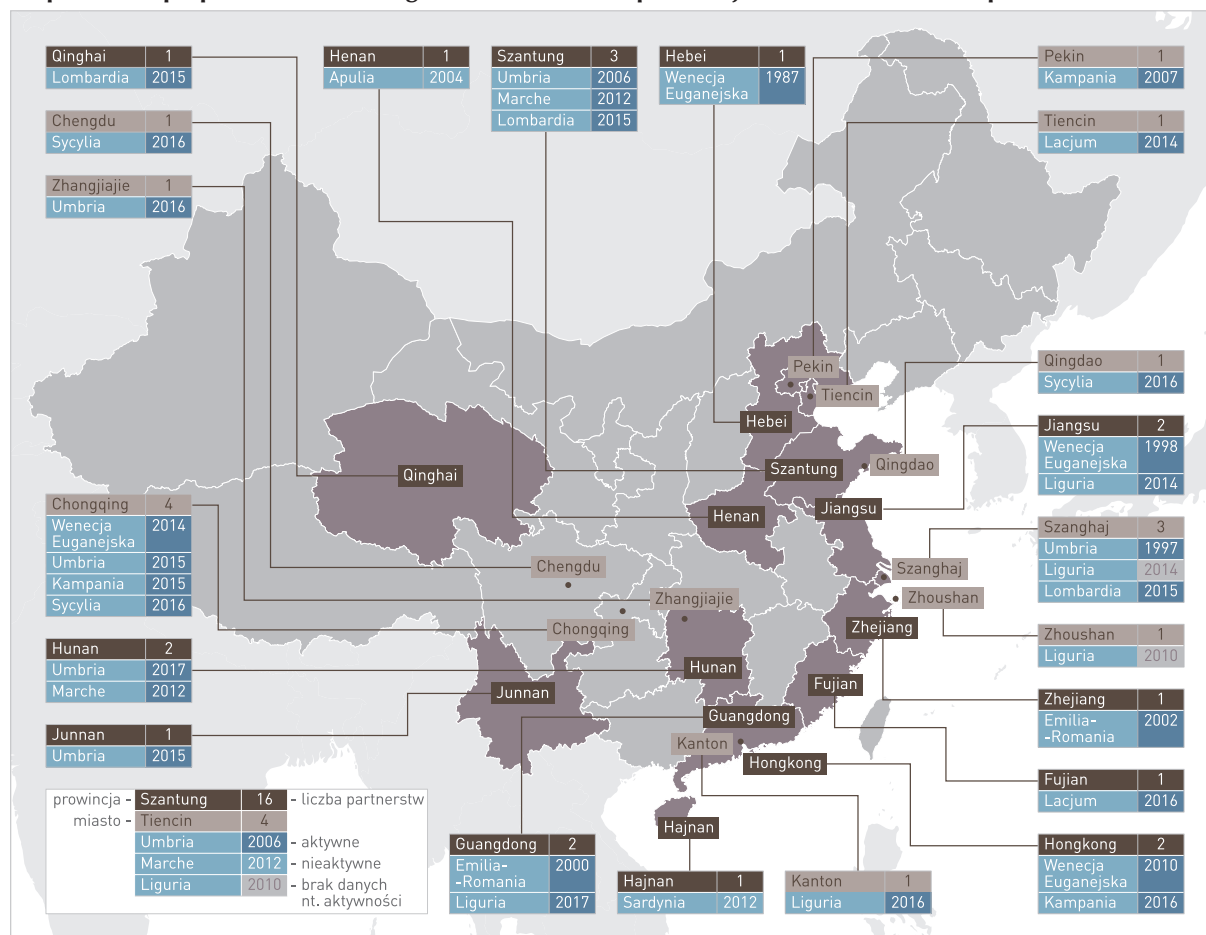 Qinghai 1
Lombardia 2015
Henan 1
Apulia 2004
Szantung 3
Umbria 2006
Marche 2012
Lombardia 2015
Hebei 1
Wenecja
Euganejska 1987
Pekin 1
Kampania 2007
Chengdu 1
Sycylia 2016
Tiencin 1
Lacjum 2014
Zhangjiajie 1
Umbria 2016
Pekin
Tiencin
Hebei
Qingdao 1
Sycylia 2016
Szantung
Qingdao
Qinghai
Jiangsu 2
Wenecja
Euganejska 1998
Liguria 2014
Henan
Jiangsu
Chongqing 4
Wenecja
Euganejska 2014
Umbria 2015
Kampania 2015
Sycylia 2016
Szanghaj 3
Umbria 1997
Liguria 2014
Lombardia 2015
Chengdu
Szanghaj
Zhangjiajie
Zhoushan
Chongqing
Zhejiang
Zhoushan 1
Liguria 2010
Hunan 2
Umbria 2017
Marche 2012
Hunan
Junnan
Fujian
Zhejiang 1
Emilia-
-Romania 2002
Guangdong
Junnan 1
Umbria 2015
Kanton
Hongkong
Fujian 1
Lacjum 2016
prowincja - Szantung 16 - liczba partnerstw
miasto - Tiencin 4
Umbria 2006 - aktywne
Marche 2012 - nieaktywne
Liguria 2010 - brak danych
nt. aktywności
Hajnan
Guangdong 2
Emilia-
-Romania 2000
Liguria 2017
Hajnan 1
Sardynia 2012
Kanton 1
Liguria 2016
Hongkong 2
Wenecja
Euganejska 2010
Kampania 2016